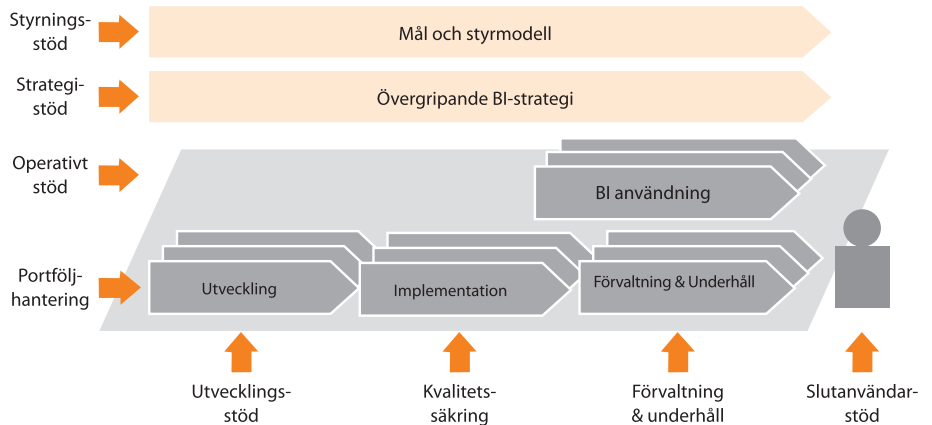 Styrnings-
stöd
Mål och styrmodell
Strategi-
stöd
Övergripande BI-strategi
Operativt
stöd
BI användning
Portfölj-
hantering
Utveckling
Implementation
Förvaltning & Underhåll
Utvecklings-
stöd
Kvalitets-
säkring
Förvaltning
& underhåll
Slutanvändar-
stöd